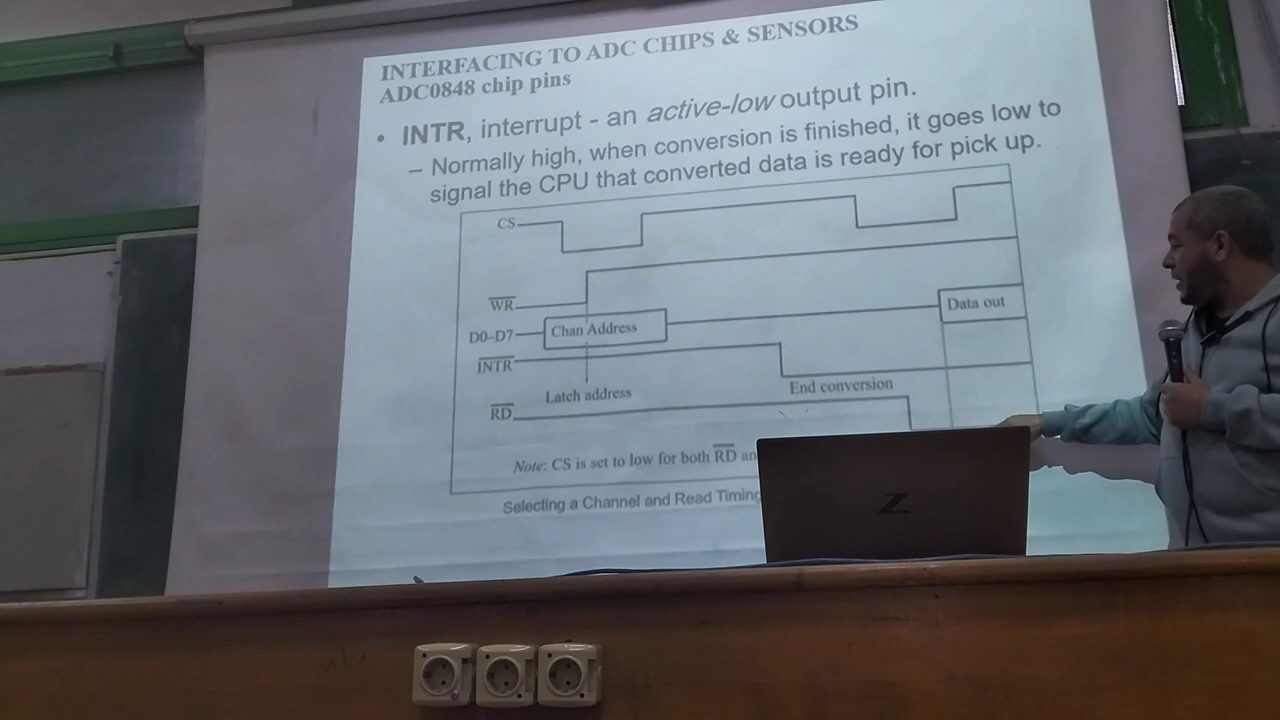 INTERFACING TO ADC CHIPS & SENSORS
ADC0848 chip pins
• INTR, interrupt - an active-low output pin.
– Normally high, when conversion is finished, it goes low to
signal the CPU that converted data is ready for pick up.
CS
WR
Data out
D0–D7
Chan Address
INTR
End conversion
Latch address
RD
Note: CS is set to low for both RD an
Selecting a Channel and Read Timing
Z